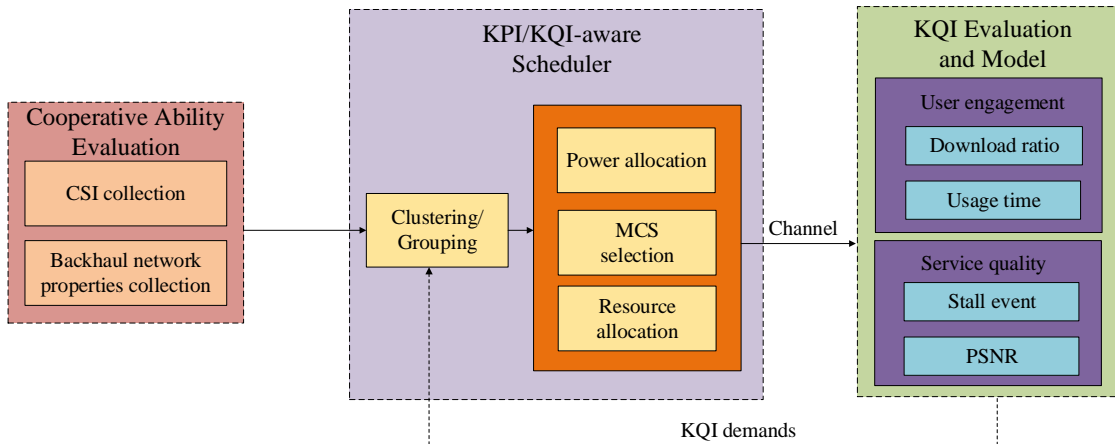 Cooperative Ability
Evaluation
CSI collection
Backhaul network
properties collection
KPI/KQI-aware
Scheduler
Clustering/
Grouping
Power allocation
MCS
selection
Resource
allocation
Channel
KQI Evaluation
and Model
User engagement
Download ratio
Usage time
Service quality
Stall event
PSNR
KQI demands